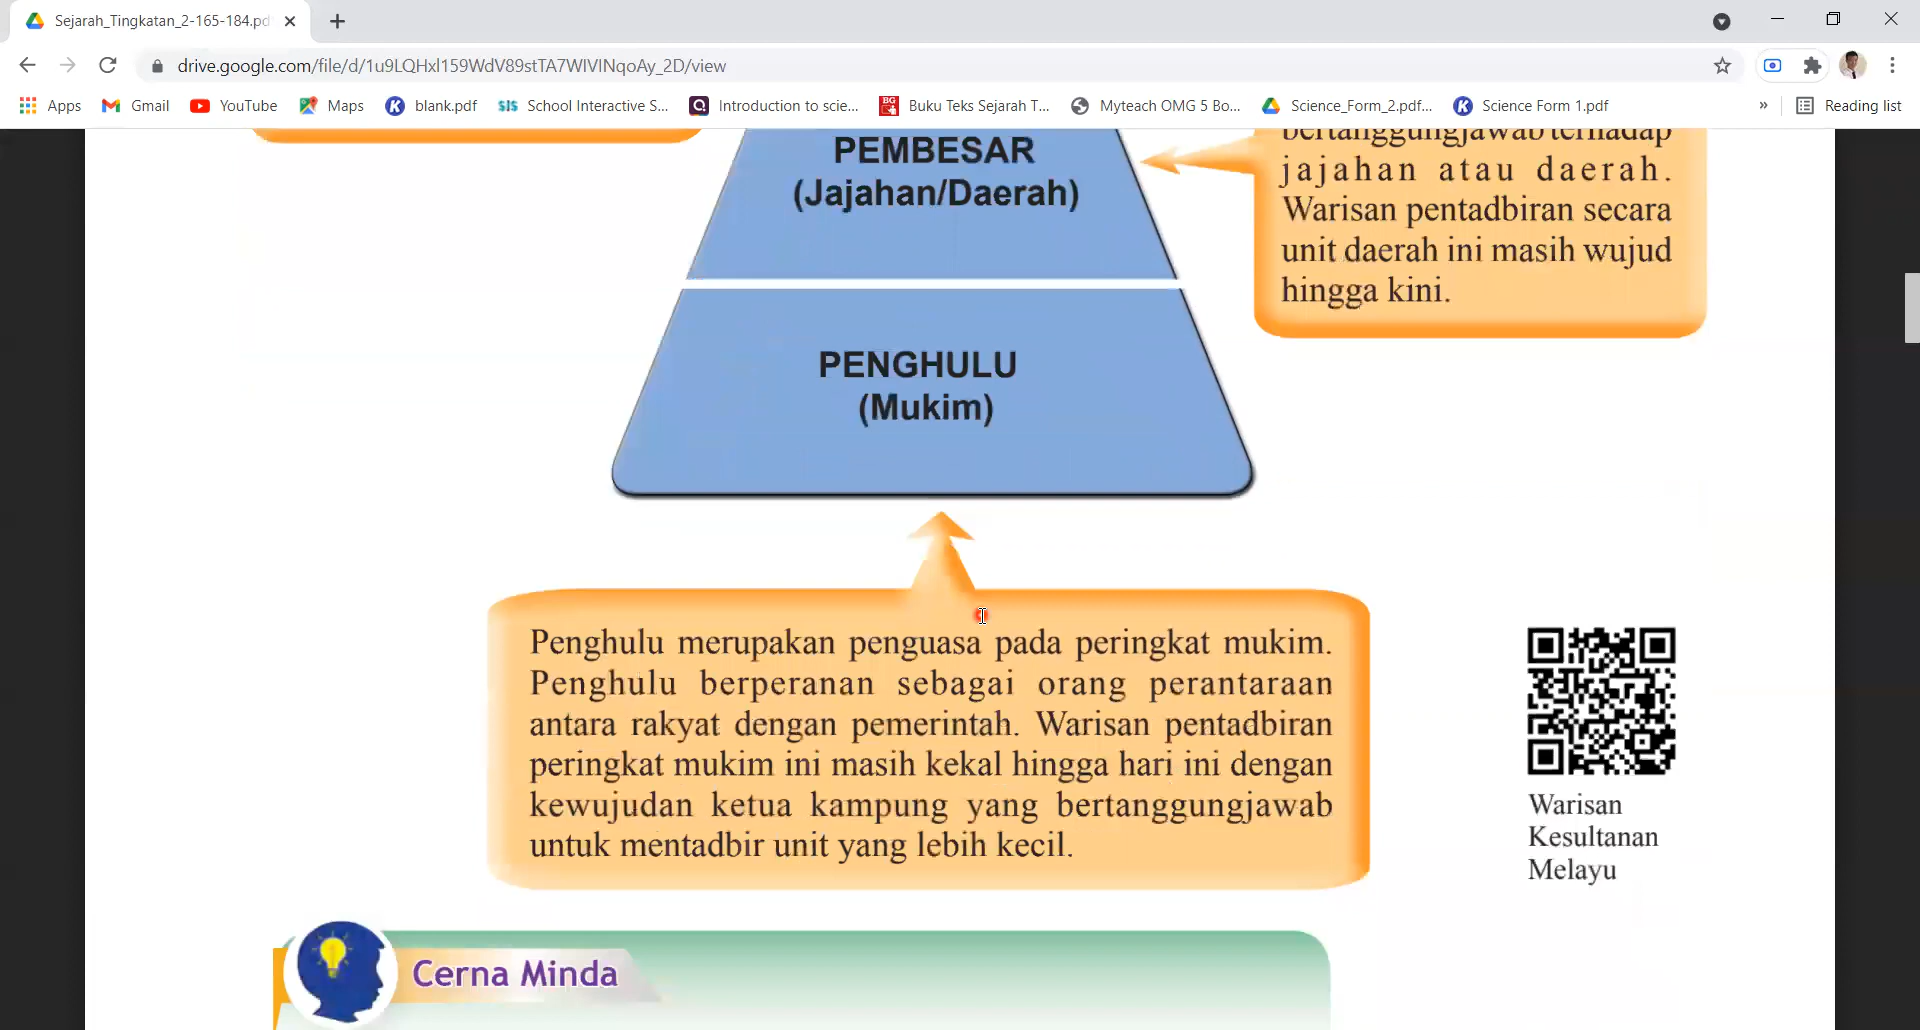 Sejarah_Tingkatan_2-165-184.pd
drive.google.com/file/d/1u9LQHxl159WdV89stTA7WlVlNqoAy_2D/view
Apps
Gmail
YouTube
Maps
blank.pdf
SIS School Interactive S...
Introduction to scie...
BG Buku Teks Sejarah T...
Myteach OMG 5 Bo...
Science_Form_2.pdf...
Science Form 1.pdf
»
Reading list
PEMBESAR
(Jajahan/Daerah)
bertanggungjawab terhadap
jajahan atau daerah.
Warisan pentadbiran secara
unit daerah ini masih wujud
hingga kini.
PENGHULU
(Mukim)
Penghulu merupakan penguasa pada peringkat mukim.
Penghulu berperanan sebagai orang perantaraan
antara rakyat dengan pemerintah. Warisan pentadbiran
peringkat mukim ini masih kekal hingga hari ini dengan
kewujudan ketua kampung yang bertanggungjawab
untuk mentadbir unit yang lebih kecil.
Warisan
Kesultanan
Melayu
Cerna Minda